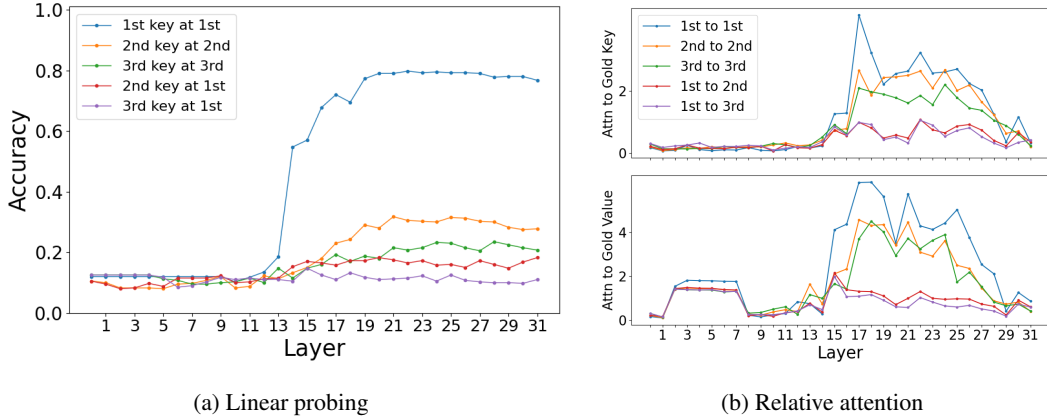 1.0
0.8
0.6
0.4
0.2
0.0
Accuracy
1st key at 1st
2nd key at 2nd
3rd key at 3rd
2nd key at 1st
3rd key at 1st
1 3 5 7 9 11 13 15 17 19 21 23 25 27 29 31
Layer
(a) Linear probing
Attn to Gold Key
2
0
1st to 1st
2nd to 2nd
3rd to 3rd
1st to 2nd
1st to 3rd
Attn to Gold Value
4
2
0
1 3 5 7 9 11 13 15 17 19 21 23 25 27 29 31
Layer
(b) Relative attention